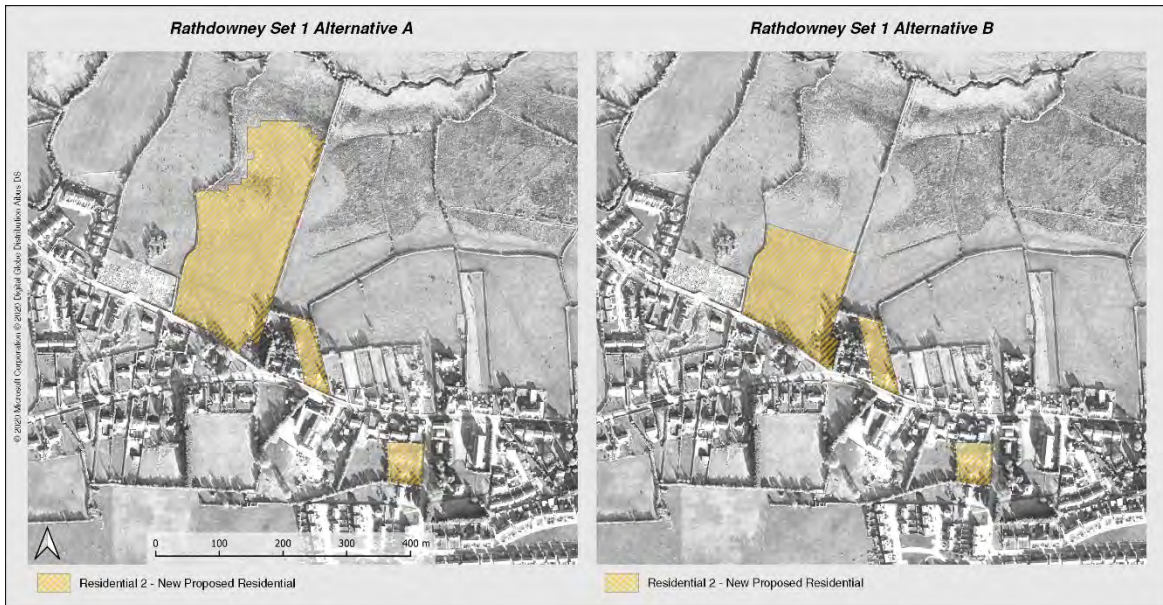 Rathdowney Set 1 Alternative A
Rathdowney Set 1 Alternative B
© 2020 Microsoft Corporation © 2020 Digital Globe Distribution Airbus DS
0 100 200 300 400 m
Residential 2 - New Proposed Residential
Residential 2 - New Proposed Residential